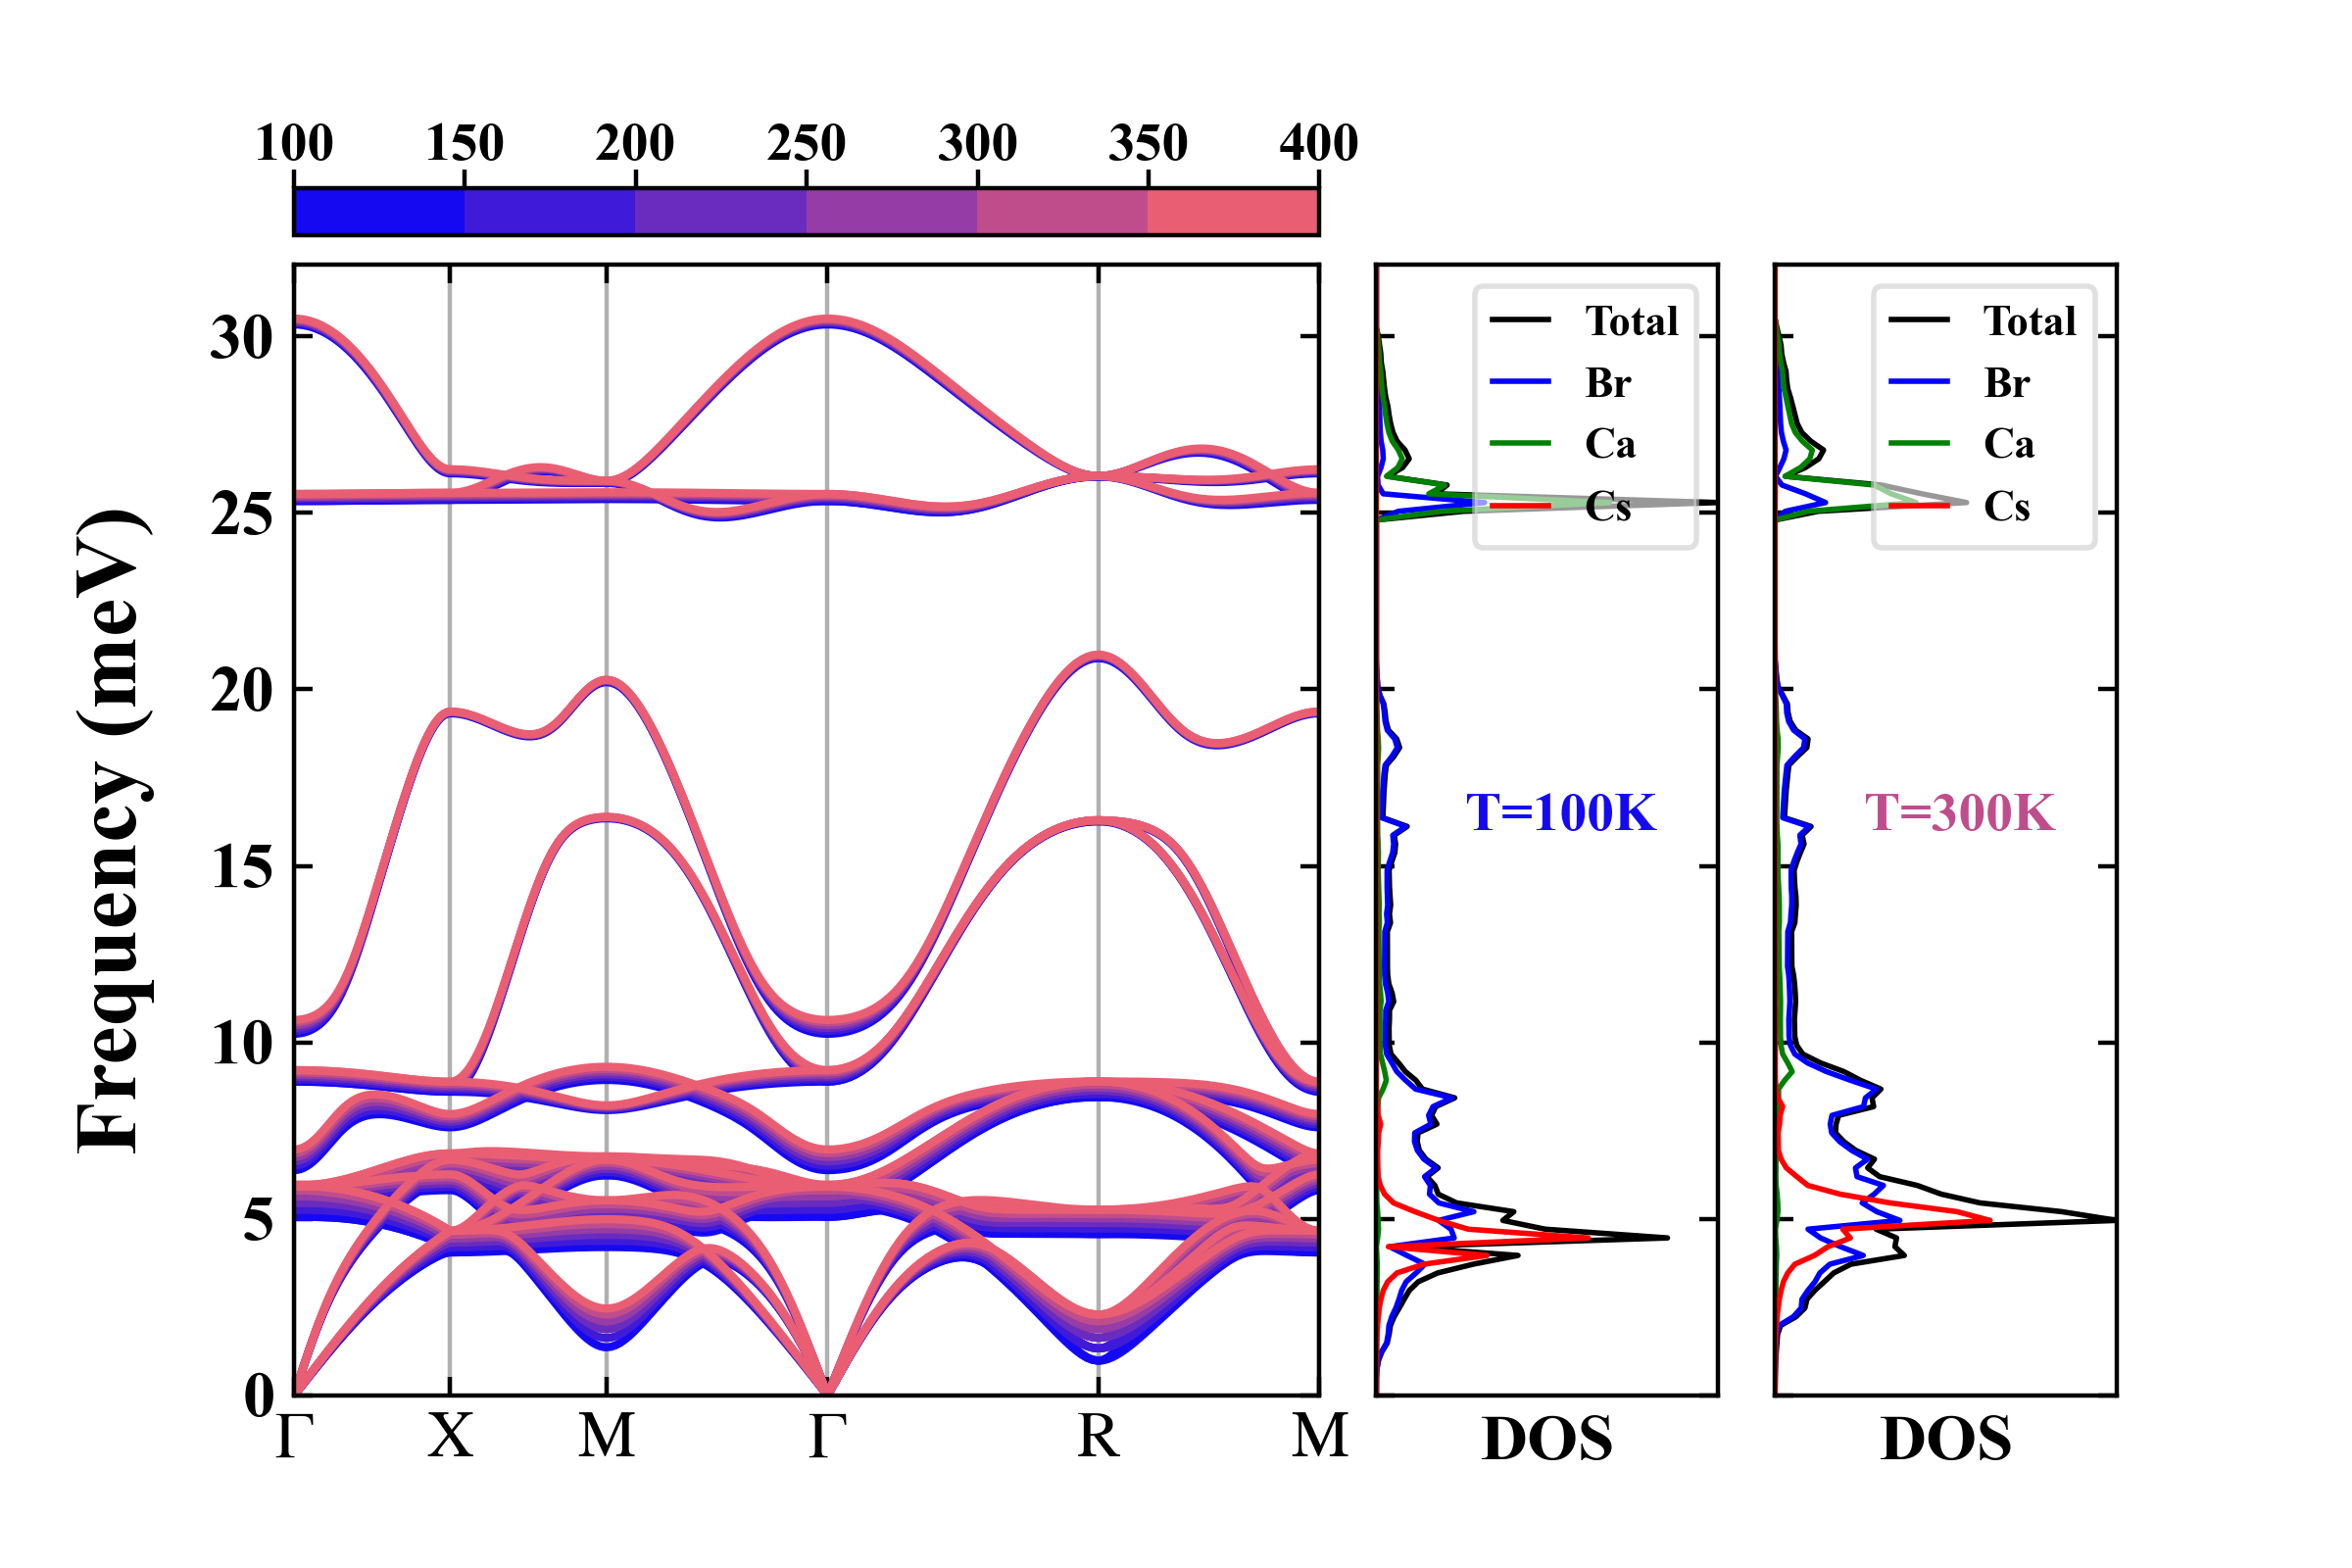 100 150 200 250 300 350 400
Frequency (meV)
30
25
20
15
10
5
0
Γ X M Γ R M
Total
Br
Ca
Cs
T=100K
DOS
Total
Br
Ca
Cs
T=300K
DOS